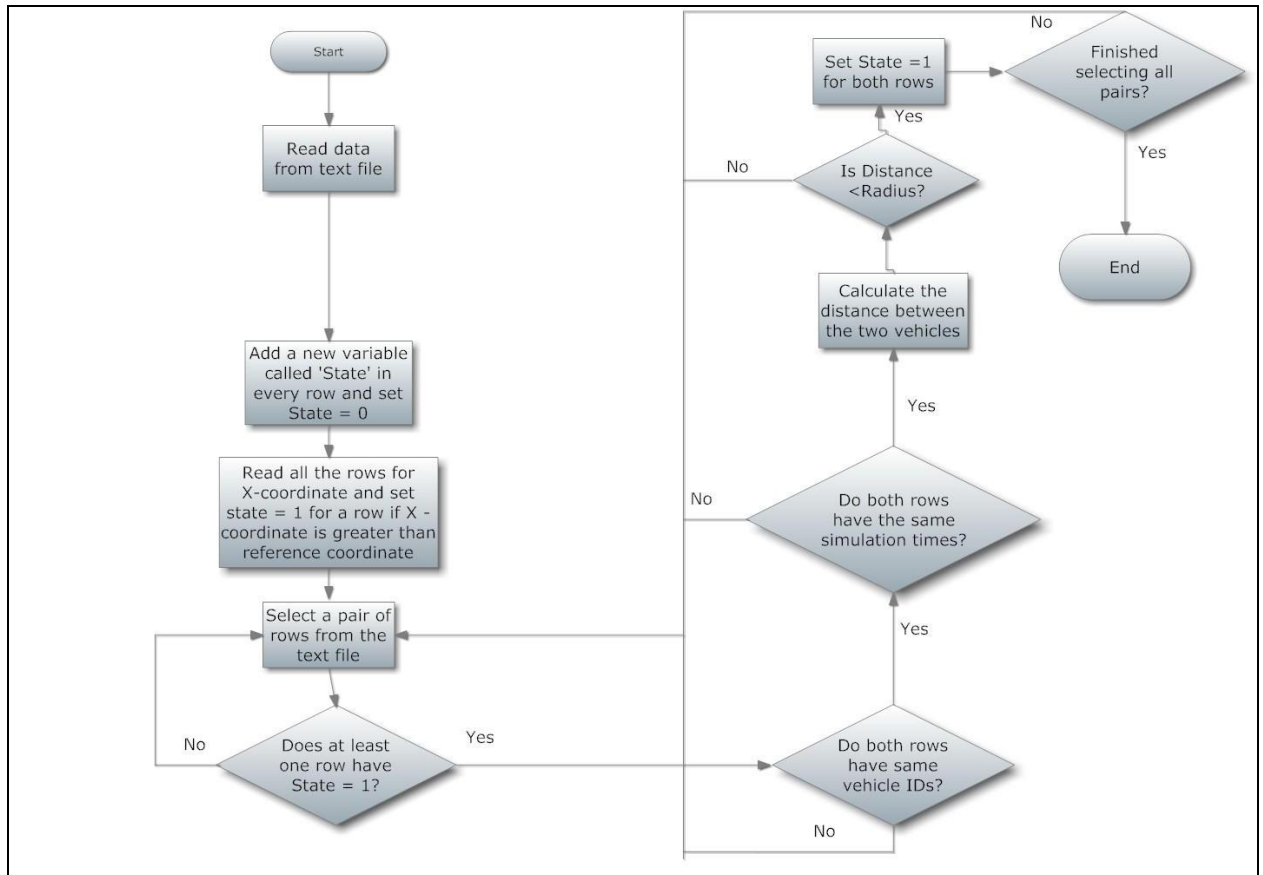 Start
Read data
from text file
Add a new variable
called 'State' in
every row and set
State = 0
Read all the rows for
X-coordinate and set
state = 1 for a row if X -
coordinate is greater than
reference coordinate
Select a pair of
rows from the
text file
Does at least
one row have
State = 1?
No
Yes
Do both rows
have same
vehicle IDs?
No
Yes
Do both rows
have the same
simulation times?
No
Yes
Calculate the
distance between
the two vehicles
Is Distance
<Radius?
No
Yes
Set State =1
for both rows
Finished
selecting all
pairs?
No
Yes
End